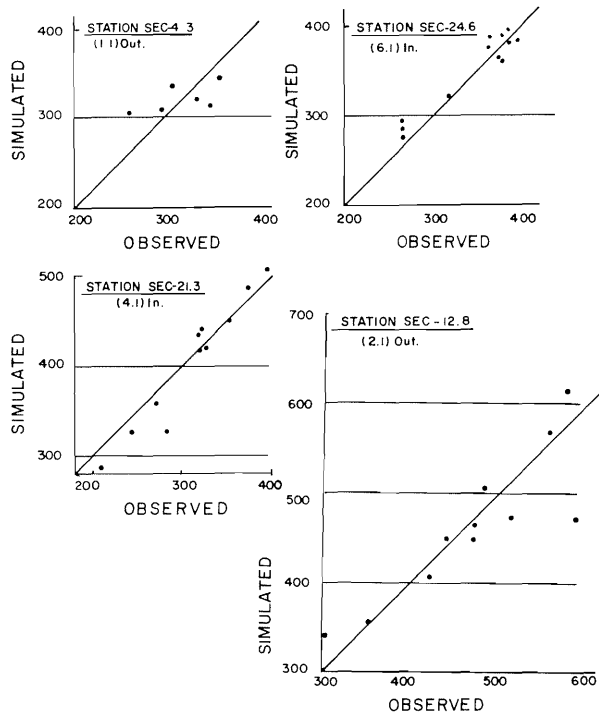 STATION SEC-4 3
(1 1) Out.
400
300
200
SIMULATED
200 300 400
OBSERVED
STATION SEC-24.6
(6.1) In.
400
300
200
SIMULATED
200 300 400
OBSERVED
STATION SEC-21.3
(4.1) In.
500
400
300
SIMULATED
200 300 400
OBSERVED
STATION SEC-12.8
(2.1) Out.
700
600
500
400
300
SIMULATED
300 400 500 600
OBSERVED